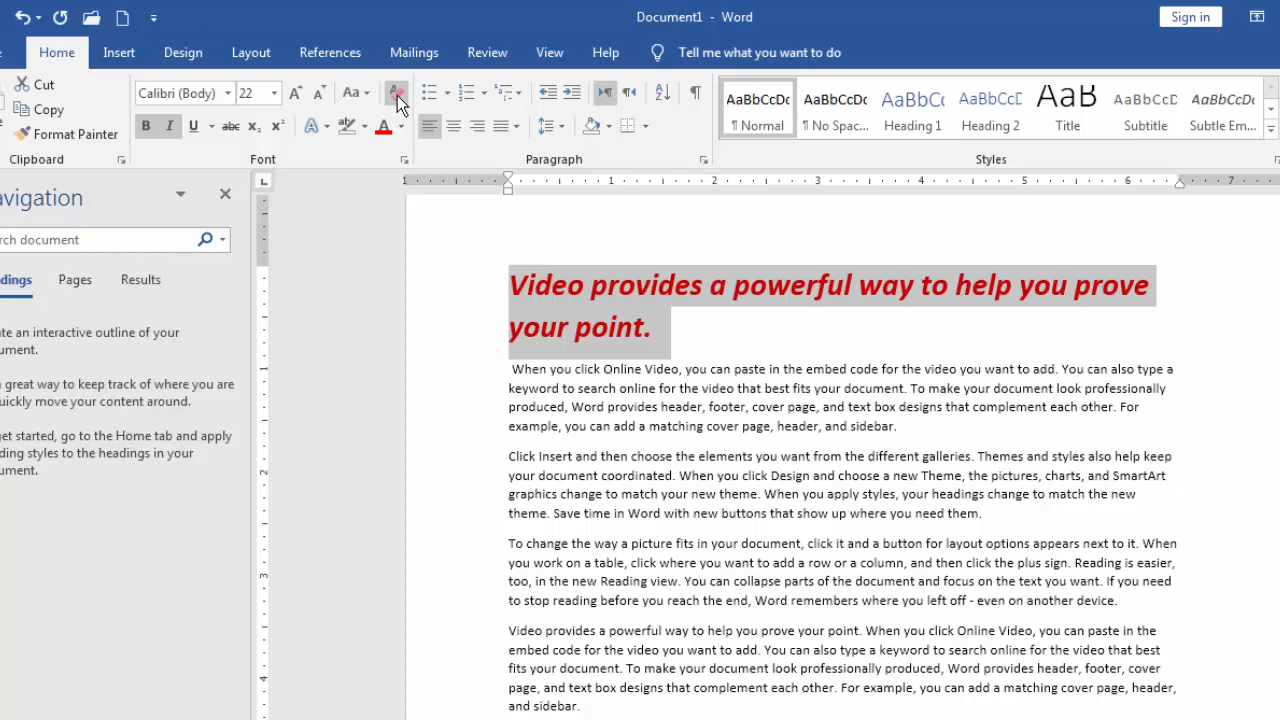 Document1 - Word
Sign in
Home Insert Design Layout References Mailings Review View Help Tell me what you want to do
Cut
Copy
Format Painter
Clipboard
Calibri (Body) 22
Font
Paragraph
AaBbCcDc AaBbCcDc AaBbCc AaBbCcD AaB AaBbCcD AaBbCcDc
¶ Normal ¶ No Spac... Heading 1 Heading 2 Title Subtitle Subtle Em...
Styles
avigation
rch document
dings Pages Results
ate an interactive outline of your
cument.
great way to keep track of where you are
quickly move your content around.
get started, go to the Home tab and apply
ding styles to the headings in your
ument.
1 1 2 3 4 5 6 7
1
2
3
4
Video provides a powerful way to help you prove
your point.
When you click Online Video, you can paste in the embed code for the video you want to add. You can also type a
keyword to search online for the video that best fits your document. To make your document look professionally
produced, Word provides header, footer, cover page, and text box designs that complement each other. For
example, you can add a matching cover page, header, and sidebar.
Click Insert and then choose the elements you want from the different galleries. Themes and styles also help keep
your document coordinated. When you click Design and choose a new Theme, the pictures, charts, and SmartArt
graphics change to match your new theme. When you apply styles, your headings change to match the new
theme. Save time in Word with new buttons that show up where you need them.
To change the way a picture fits in your document, click it and a button for layout options appears next to it. When
you work on a table, click where you want to add a row or a column, and then click the plus sign. Reading is easier,
too, in the new Reading view. You can collapse parts of the document and focus on the text you want. If you need
to stop reading before you reach the end, Word remembers where you left off - even on another device.
Video provides a powerful way to help you prove your point. When you click Online Video, you can paste in the
embed code for the video you want to add. You can also type a keyword to search online for the video that best
fits your document. To make your document look professionally produced, Word provides header, footer, cover
page, and text box designs that complement each other. For example, you can add a matching cover page, header,
and sidebar.